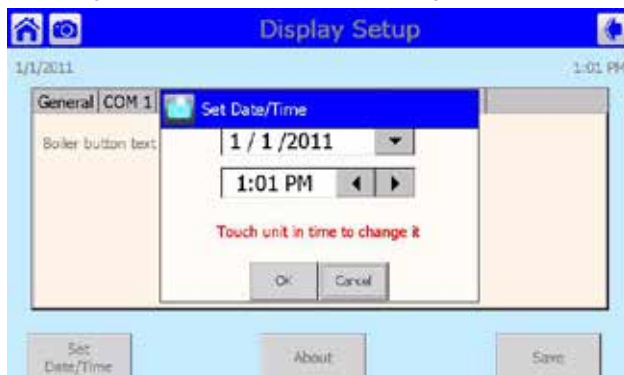 Display Setup
1/1/2011
1:01 PM
General COM 1
Set Date/Time
Boiler button text
1 / 1 /2011
1:01 PM
Touch unit in time to change it
OK Cancel
Set
Date/Time
About
Save